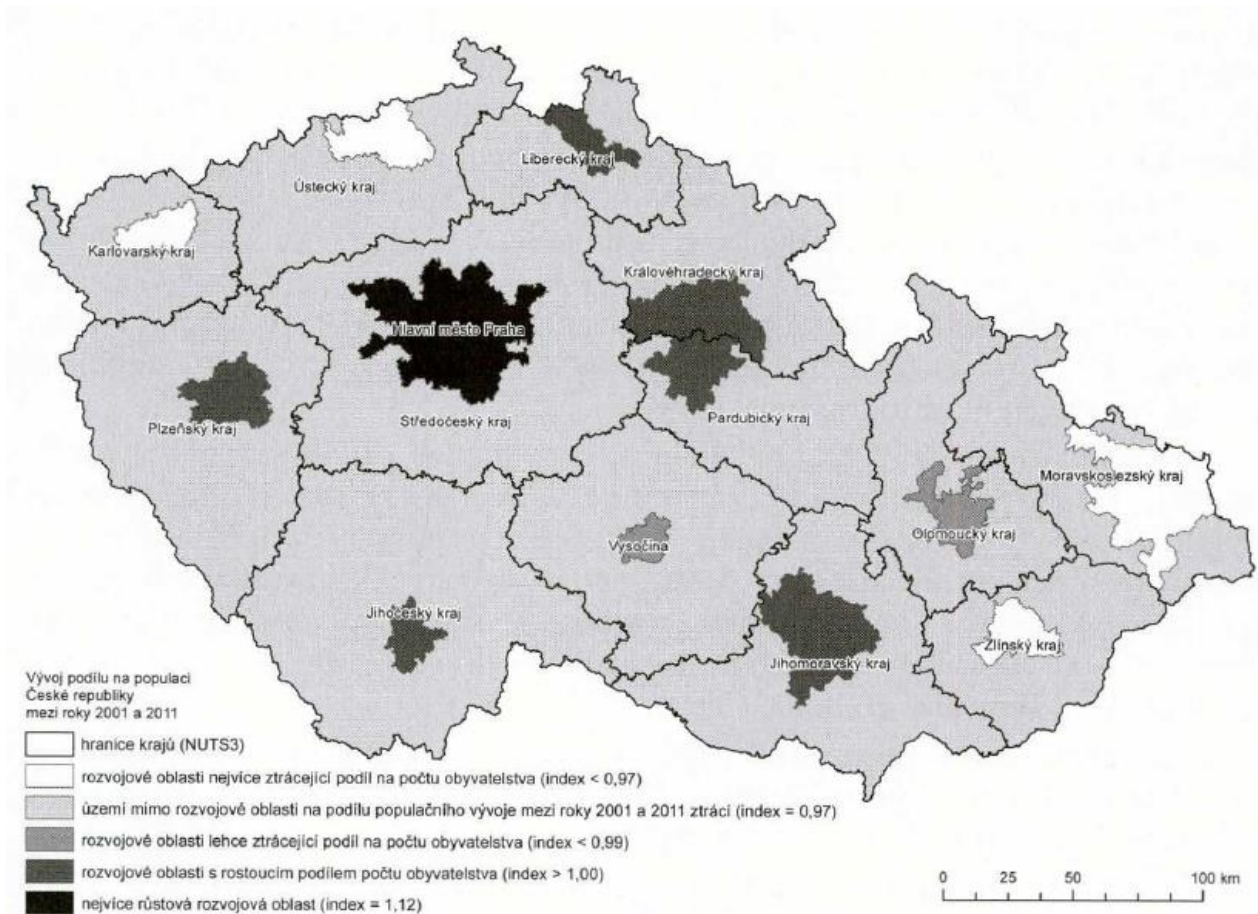 Liberecký kraj
Ústecký kraj
Karlovarský kraj
Královéhradecký kraj
Hlavní město Praha
Středočeský kraj
Pardubický kraj
Plzeňský kraj
Moravskoslezský kraj
Olomoucký kraj
Vysočina
Jihočeský kraj
Zlínský kraj
Jihomoravský kraj
Vývoj podílu na populaci
České republiky
mezi roky 2001 a 2011
hranice krajů (NUTS3)
rozvojové oblasti nejvíce ztrácející podíl na počtu obyvatelstva (index < 0,97)
území mimo rozvojové oblasti na podílu populačního vývoje mezi roky 2001 a 2011 ztrácí (index = 0,97)
rozvojové oblasti lehce ztrácející podíl na počtu obyvatelstva (index < 0,99)
rozvojové oblasti s rostoucím podílem počtu obyvatelstva (index > 1,00)
nejvíce růstová rozvojová oblast (index = 1,12)
0 25 50 100 km